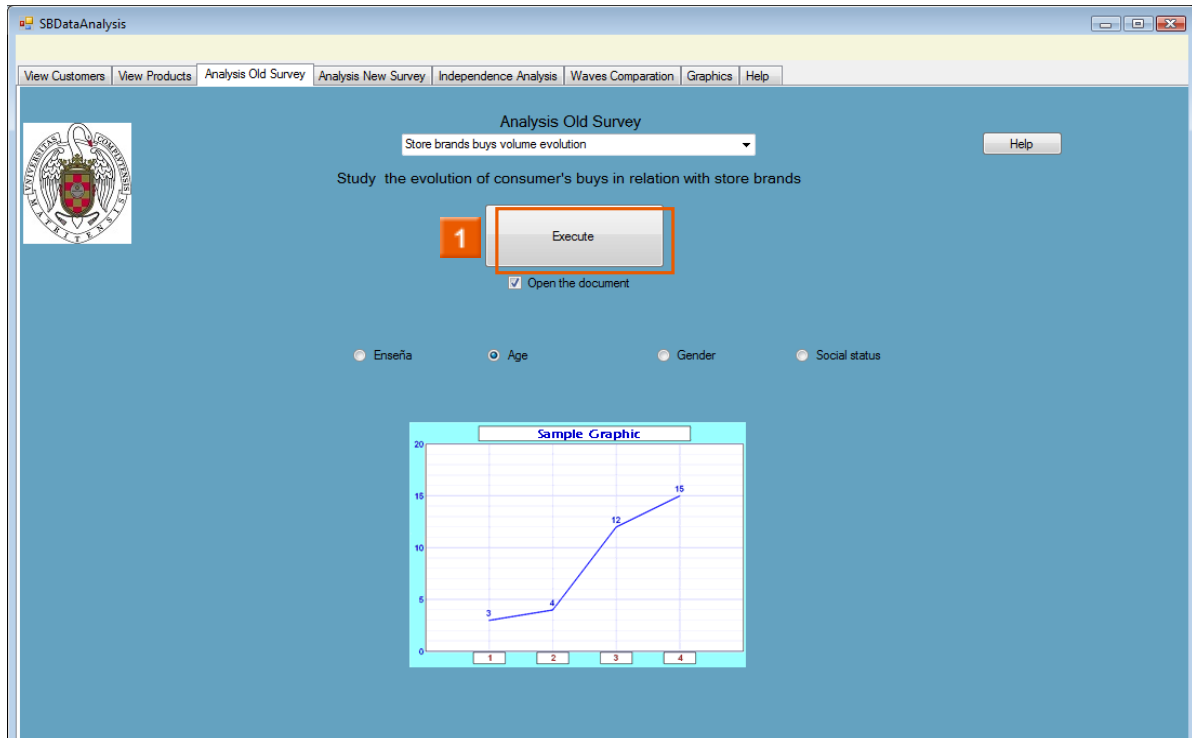 SBDataAnalysis
View Customers View Products Analysis Old Survey Analysis New Survey Independence Analysis Waves Comparation Graphics Help
Analysis Old Survey
Store brands buys volume evolution
Help
Study the evolution of consumer's buys in relation with store brands
1
Execute
Open the document
Enseña Age Gender Social status
Sample Graphic
20
15
15
12
10
5
4
3
0
1 2 3 4
UNIVERSITAS COMPLVTENSIS MATRITENSIS